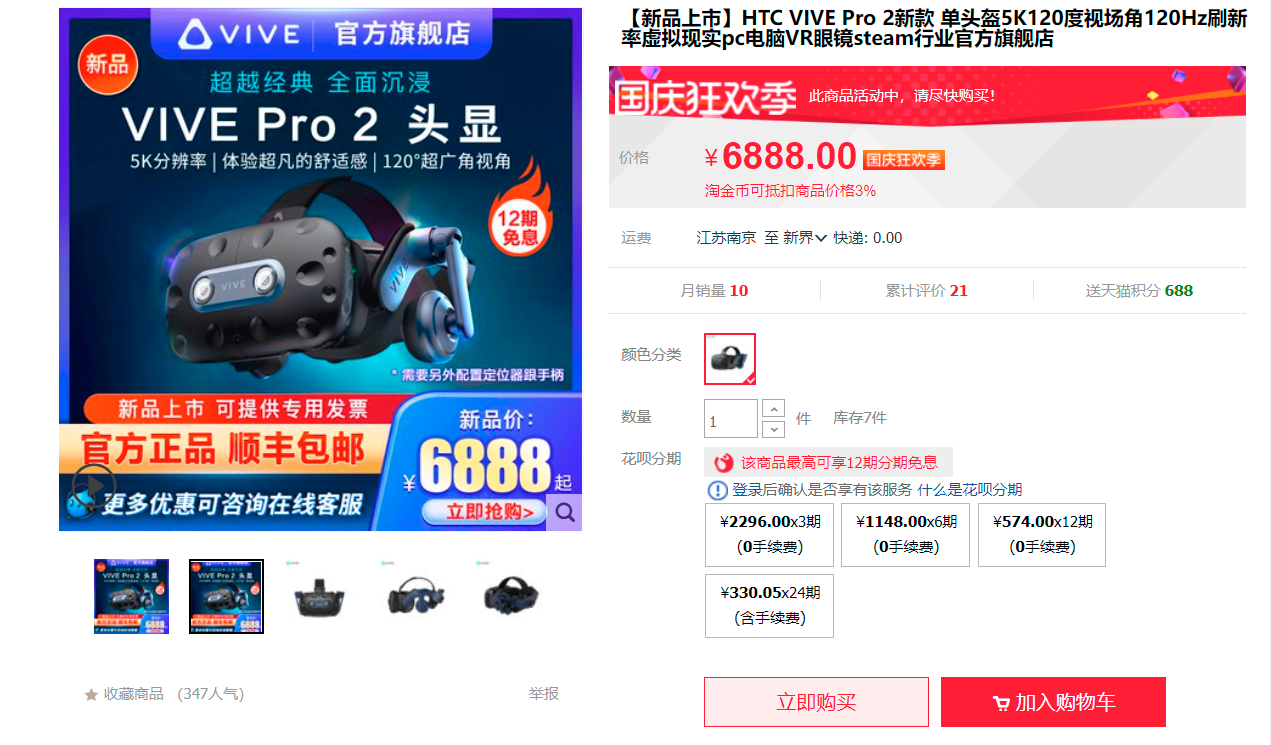 VIVE 官方旗舰店
新品
超越经典 全面沉浸
VIVE Pro 2 头显
5K分辨率 | 体验超凡的舒适感 | 120°超广角视角
12期
免息
VIVE
VIVE
* 需要另外配置定位器跟手柄
新品上市 可提供专用发票
官方正品 顺丰包邮
更多优惠可咨询在线客服
新品价：
￥6888起
立即抢购>
收藏商品 (347人气)
举报
【新品上市】HTC VIVE Pro 2新款 单头盔5K120度视场角120Hz刷新
率虚拟现实pc电脑VR眼镜steam行业官方旗舰店
国庆狂欢季 此商品活动中，请尽快购买！
价格 ¥6888.00 国庆狂欢季
淘金币可抵扣商品价格3%
运费 江苏南京 至 新界 快递: 0.00
月销量 10 累计评价 21 送天猫积分 688
颜色分类
数量 1 件 库存7件
花呗分期 该商品最高可享12期分期免息
登录后确认是否享有该服务 什么是花呗分期
¥2296.00x3期 ¥1148.00x6期 ¥574.00x12期
(0手续费) (0手续费) (0手续费)
¥330.05x24期
(含手续费)
立即购买 加入购物车